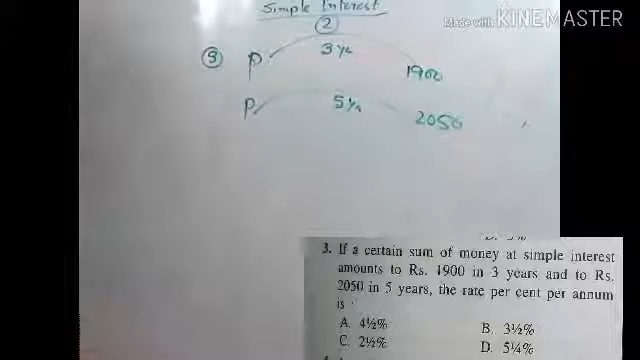 Simple Interest
Made with KINEMASTER
(2)
(3) P 3 yr 1900
P 5 yr 2050
3. If a certain sum of money at simple interest
amounts to Rs. 1900 in 3 years and to Rs.
2050 in 5 years, the rate per cent per annum
is
A. 4½% B. 3½%
C. 2½% D. 5¼%